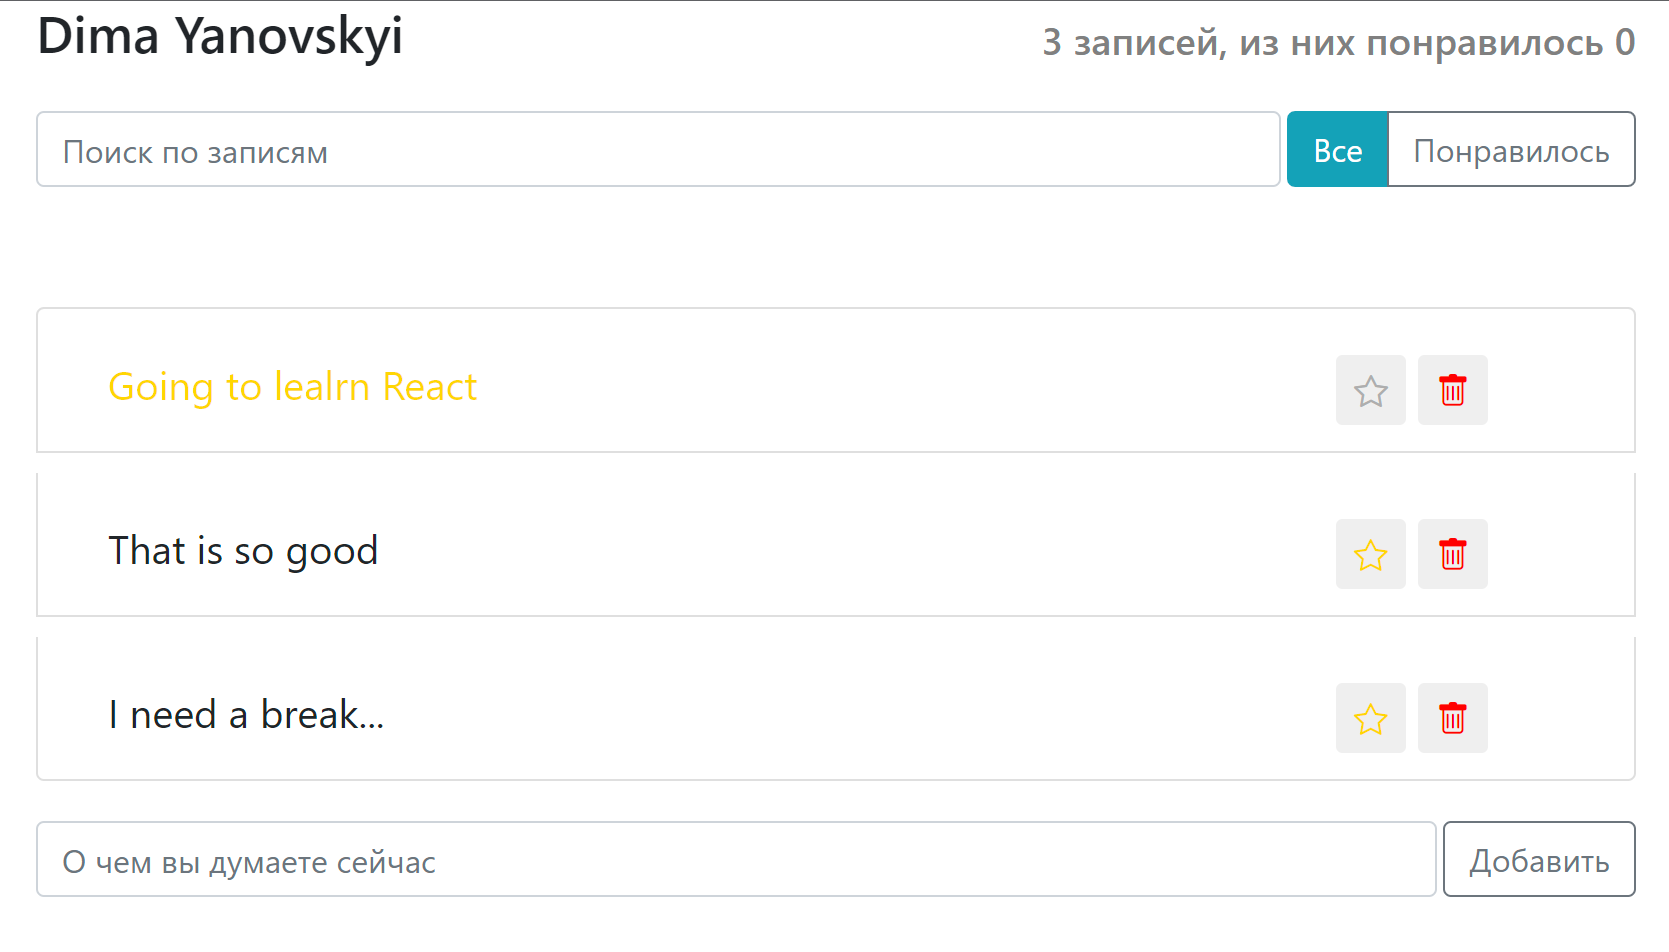 Dima Yanovskyi
3 записей, из них понравилось 0
Поиск по записям
Все
Понравилось
Going to lealrn React
That is so good
I need a break...
О чем вы думаете сейчас
Добавить